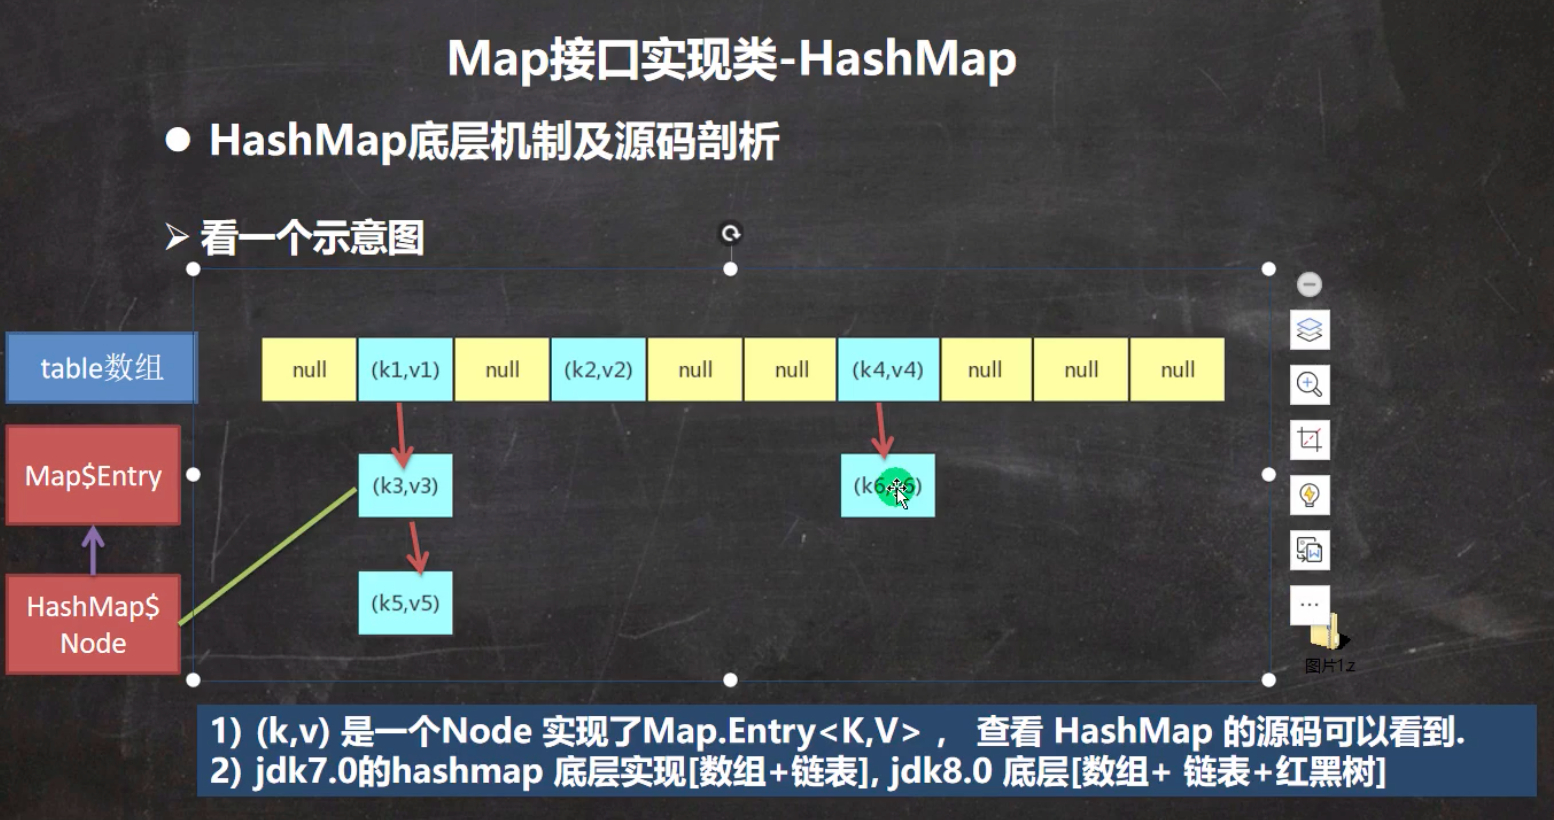 Map接口实现类-HashMap
● HashMap底层机制及源码剖析
➢ 看一个示意图
table数组
null (k1,v1) null (k2,v2) null null (k4,v4) null null null
Map$Entry
(k3,v3)
HashMap$
Node
(k5,v5)
图片1.z
1) (k,v) 是一个Node 实现了Map.Entry<K,V> ， 查看 HashMap 的源码可以看到.
2) jdk7.0的hashmap 底层实现[数组+链表], jdk8.0 底层[数组+ 链表+红黑树]